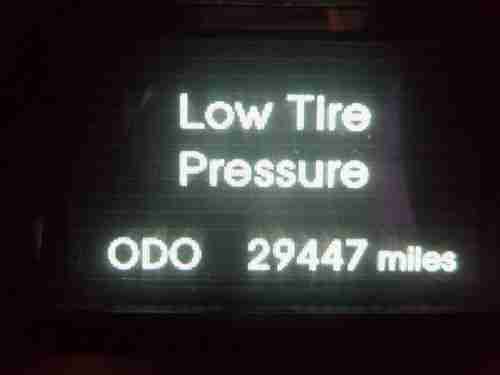 Low Tire
Pressure
ODO 29447 miles